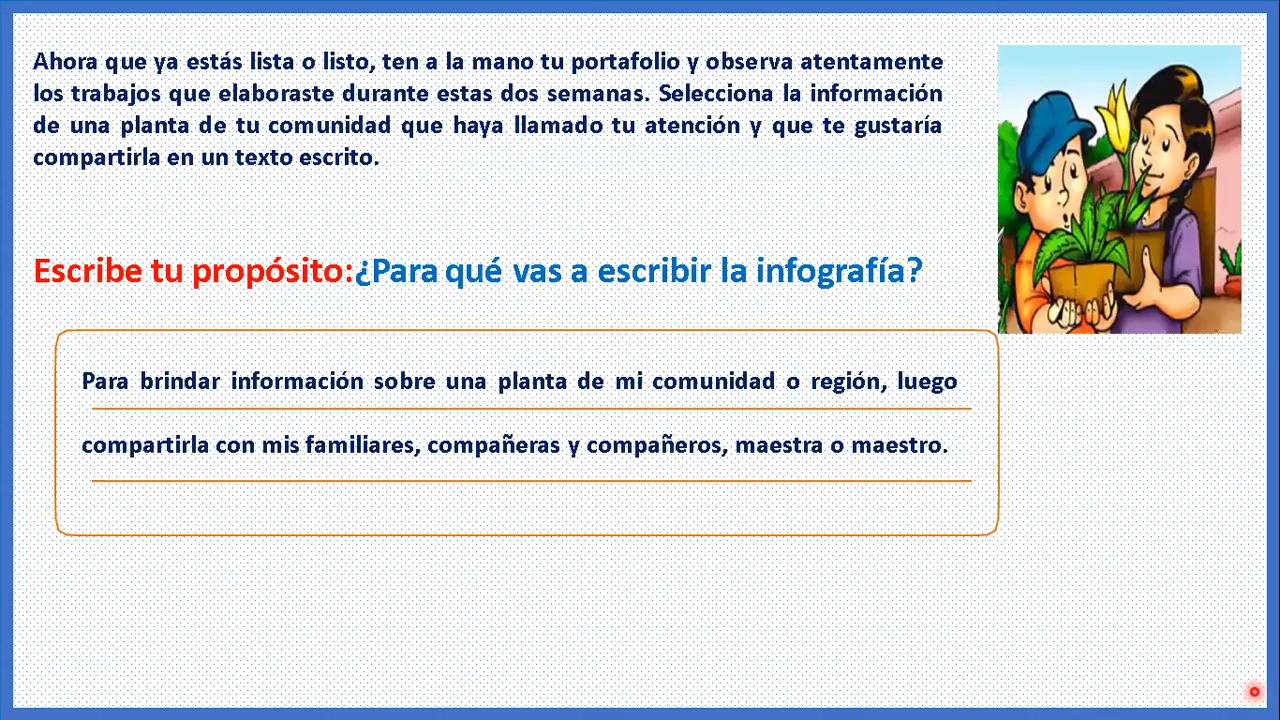 Ahora que ya estás lista o listo, ten a la mano tu portafolio y observa atentamente
los trabajos que elaboraste durante estas dos semanas. Selecciona la información
de una planta de tu comunidad que haya llamado tu atención y que te gustaría
compartirla en un texto escrito.
Escribe tu propósito:¿Para qué vas a escribir la infografía?
Para brindar información sobre una planta de mi comunidad o región, luego
compartirla con mis familiares, compañeras y compañeros, maestra o maestro.